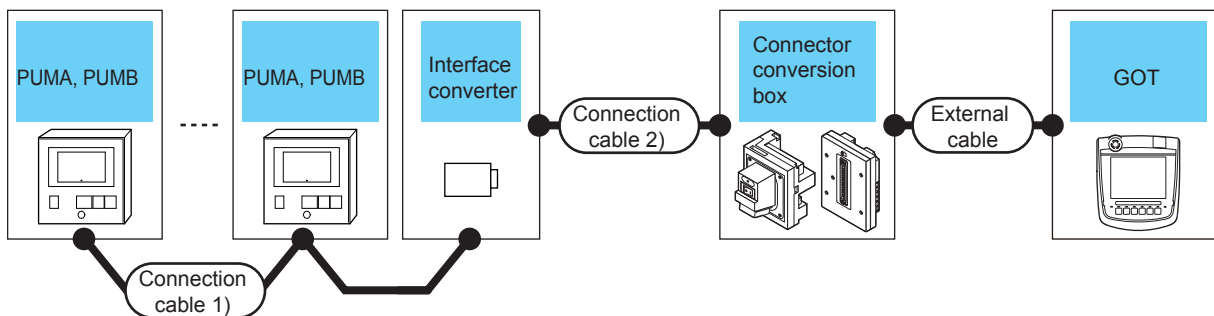 PUMA, PUMB
PUMA, PUMB
Interface
converter
Connection
cable 2)
Connector
conversion
box
External
cable
GOT
Connection
cable 1)